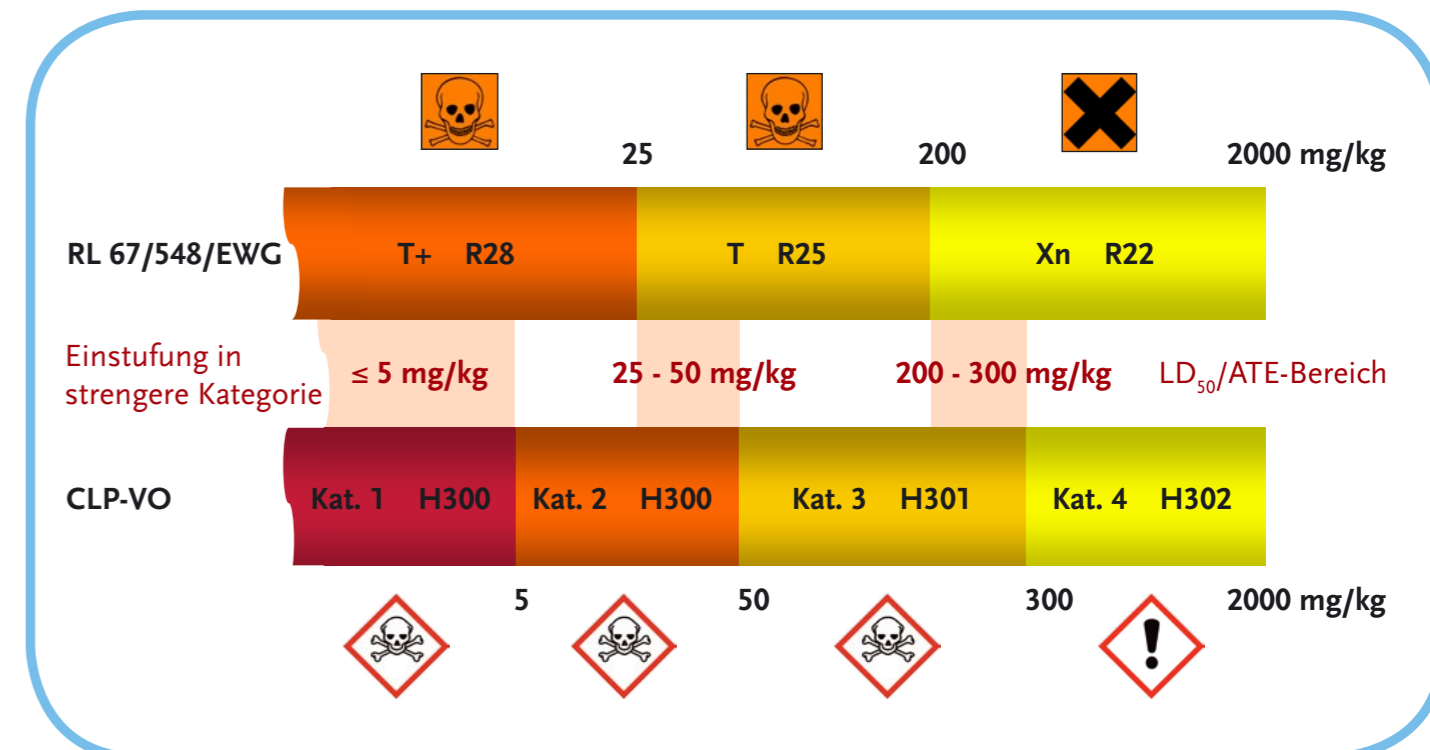 25 200 2000 mg/kg
RL 67/548/EWG T+ R28 T R25 Xn R22
Einstufung in
strengere Kategorie
≤ 5 mg/kg 25 - 50 mg/kg 200 - 300 mg/kg LD₅₀/ATE-Bereich
CLP-VO Kat. 1 H300 Kat. 2 H300 Kat. 3 H301 Kat. 4 H302
5 50 300 2000 mg/kg